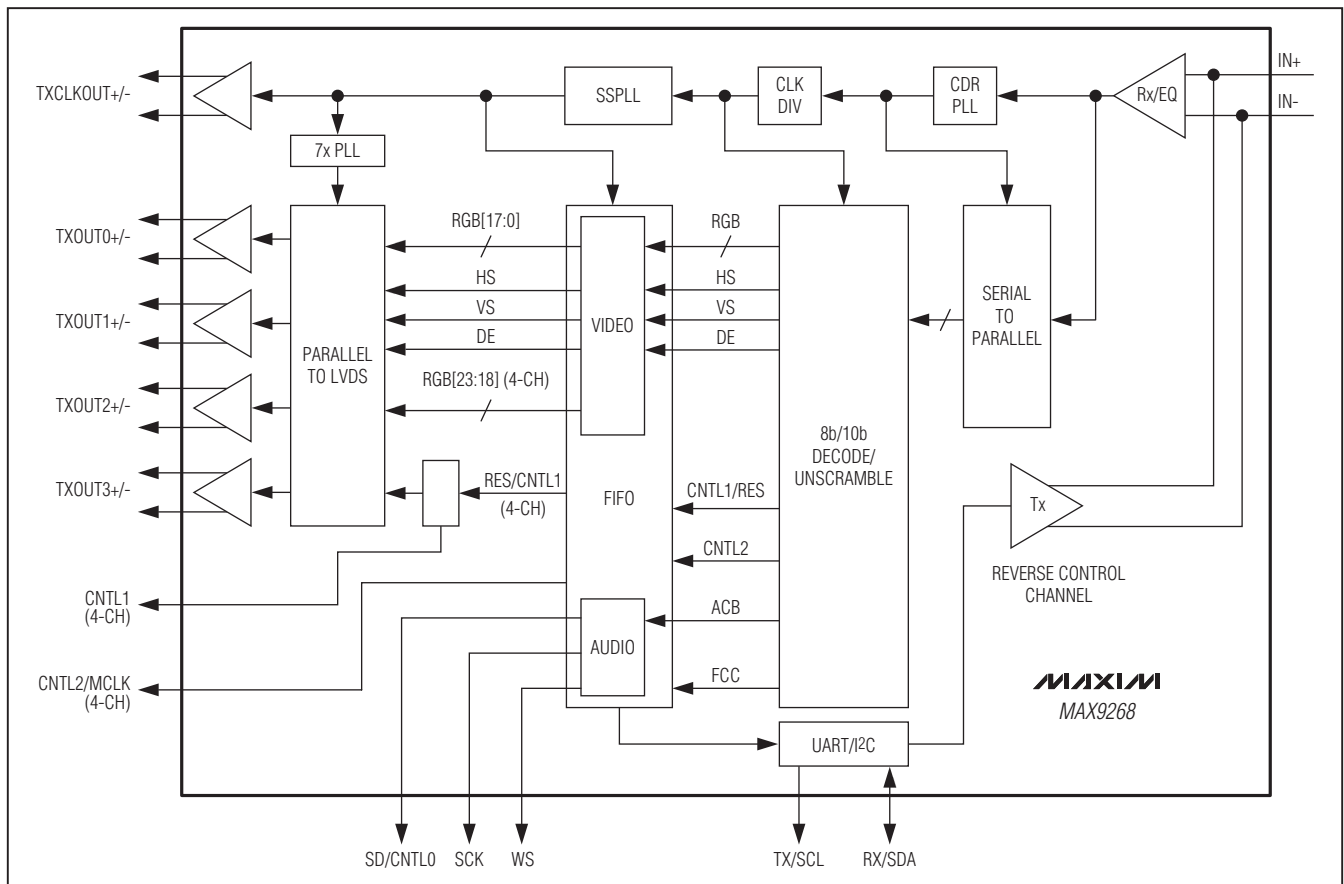 IN+
TXCLKOUT+/-
SSPLL
CLK
DIV
CDR
PLL
Rx/EQ
IN-
7x PLL
TXOUT0+/-
RGB[17:0]
RGB
HS
HS
TXOUT1+/-
VS
VIDEO
VS
SERIAL
TO
PARALLEL
DE
DE
PARALLEL
TO LVDS
RGB[23:18] (4-CH)
TXOUT2+/-
8b/10b
DECODE/
UNSCRAMBLE
TXOUT3+/-
RES/CNTL1
(4-CH)
FIFO
CNTL1/RES
Tx
CNTL2
REVERSE CONTROL
CHANNEL
CNTL1
(4-CH)
ACB
AUDIO
CNTL2/MCLK
(4-CH)
FCC
MAXIM
MAX9268
UART/I²C
SD/CNTL0
SCK
WS
TX/SCL
RX/SDA